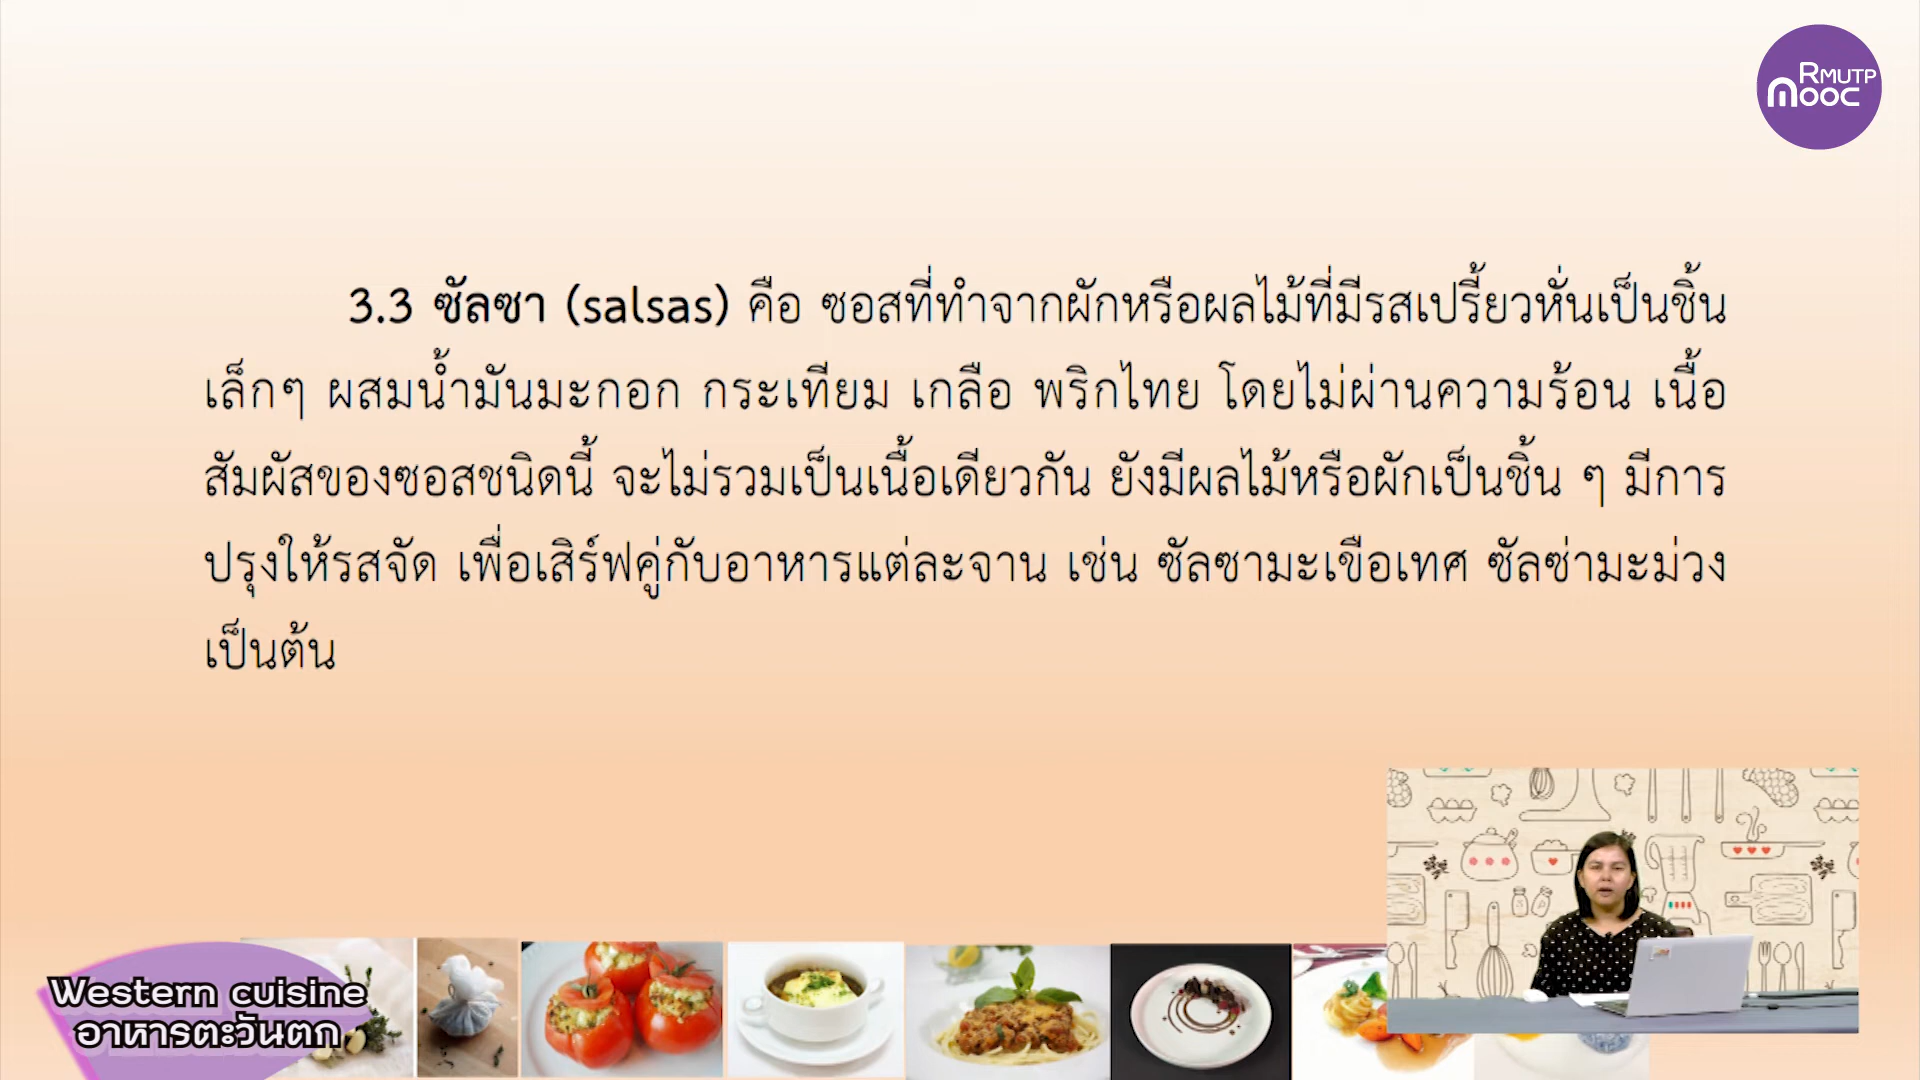 RMUTP
mooc
3.3 ซัลซา (salsas) คือ ซอสที่ทำจากผักหรือผลไม้ที่มีรสเปรี้ยวหั่นเป็นชิ้น
เล็กๆ ผสมน้ำมันมะกอก กระเทียม เกลือ พริกไทย โดยไม่ผ่านความร้อน เนื้อ
สัมผัสของซอสชนิดนี้ จะไม่รวมเป็นเนื้อเดียวกัน ยังมีผลไม้หรือผักเป็นชิ้น ๆ มีการ
ปรุงให้รสจัด เพื่อเสิร์ฟคู่กับอาหารแต่ละจาน เช่น ซัลซามะเขือเทศ ซัลซ่ามะม่วง
เป็นต้น
Western cuisine
อาหารตะวันตก